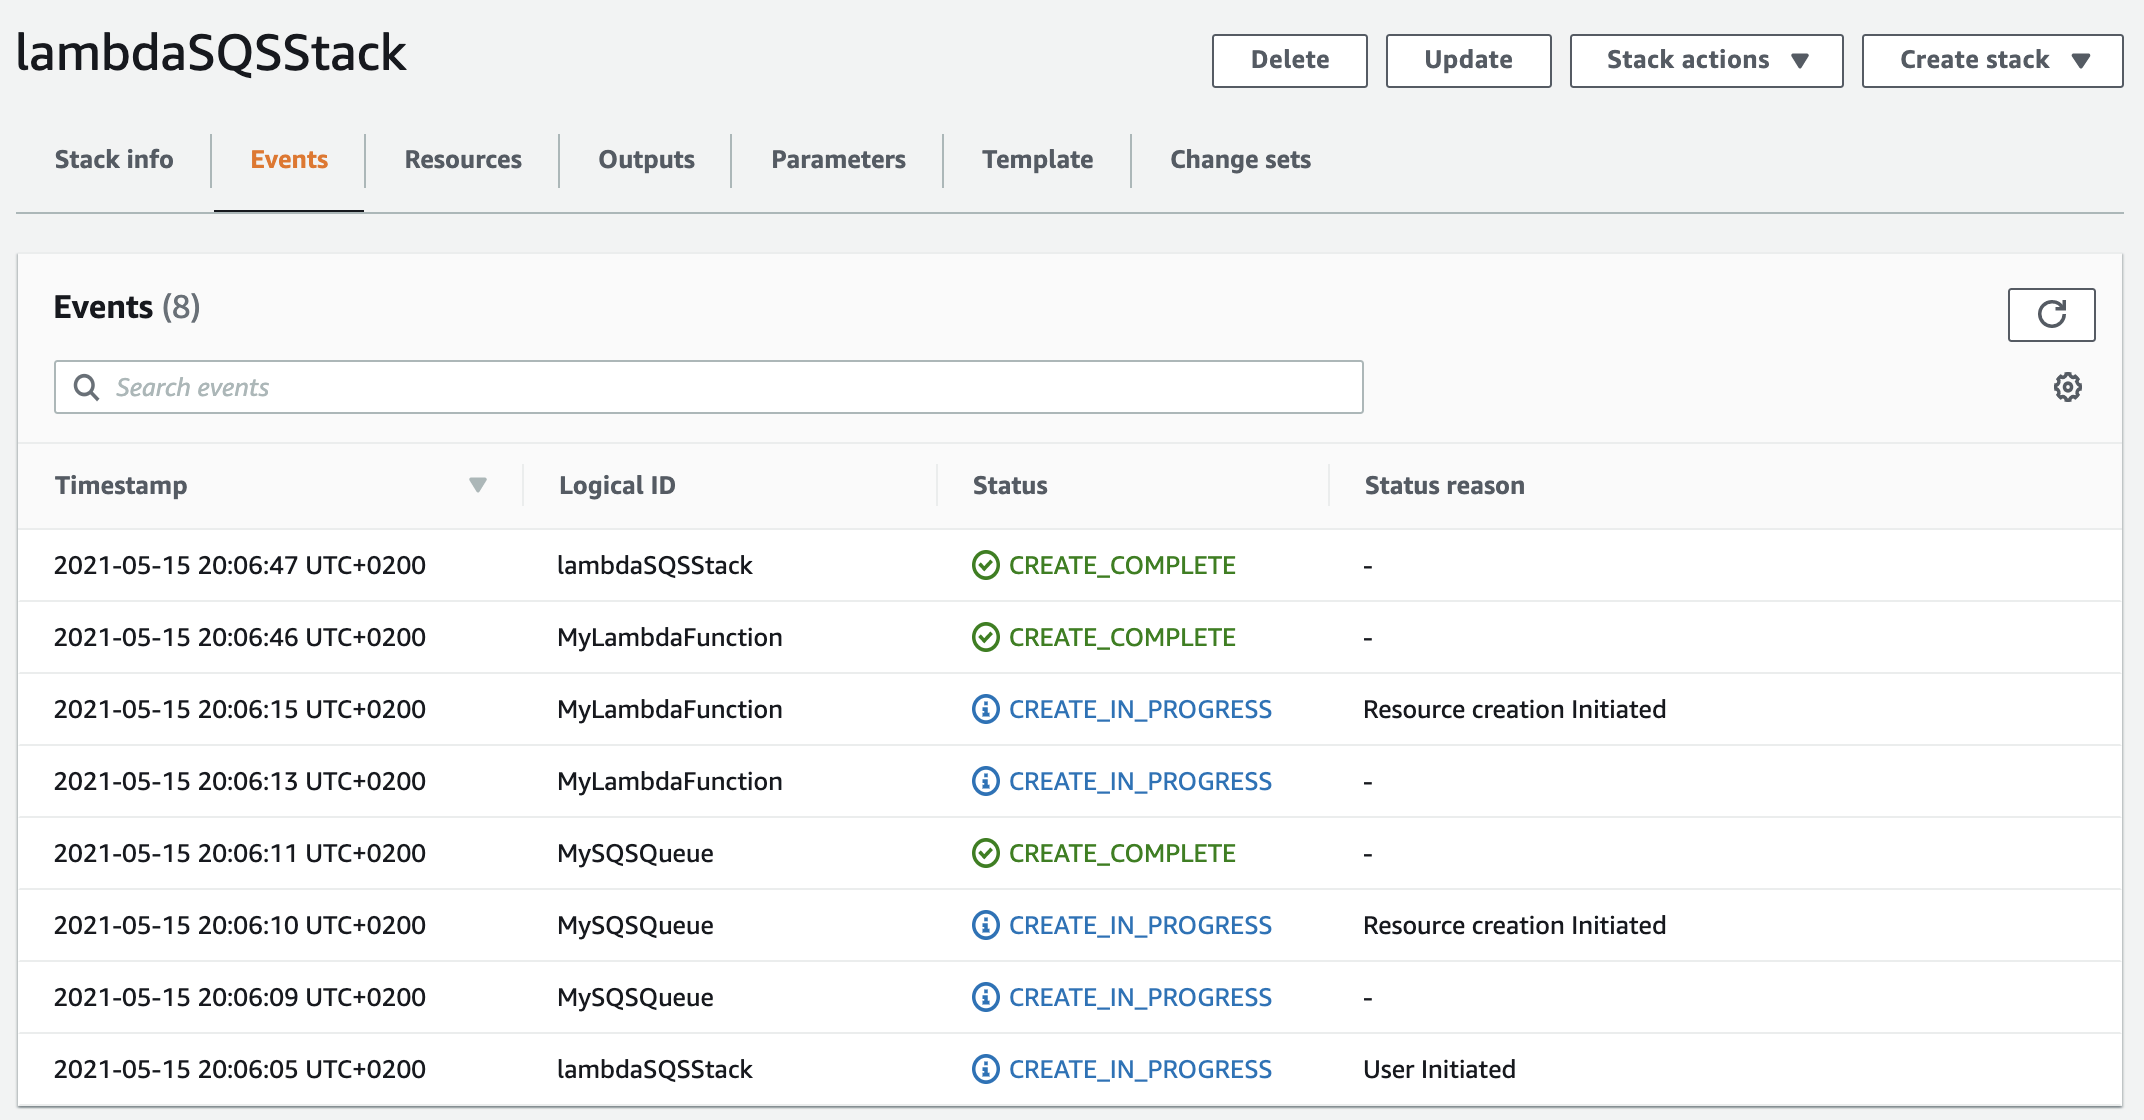 lambdaSQSStack
Delete Update Stack actions Create stack
Stack info Events Resources Outputs Parameters Template Change sets
Events (8)
Search events
Timestamp Logical ID Status Status reason
2021-05-15 20:06:47 UTC+0200 lambdaSQSStack CREATE_COMPLETE -
2021-05-15 20:06:46 UTC+0200 MyLambdaFunction CREATE_COMPLETE -
2021-05-15 20:06:15 UTC+0200 MyLambdaFunction CREATE_IN_PROGRESS Resource creation Initiated
2021-05-15 20:06:13 UTC+0200 MyLambdaFunction CREATE_IN_PROGRESS -
2021-05-15 20:06:11 UTC+0200 MySQSQueue CREATE_COMPLETE -
2021-05-15 20:06:10 UTC+0200 MySQSQueue CREATE_IN_PROGRESS Resource creation Initiated
2021-05-15 20:06:09 UTC+0200 MySQSQueue CREATE_IN_PROGRESS -
2021-05-15 20:06:05 UTC+0200 lambdaSQSStack CREATE_IN_PROGRESS User Initiated